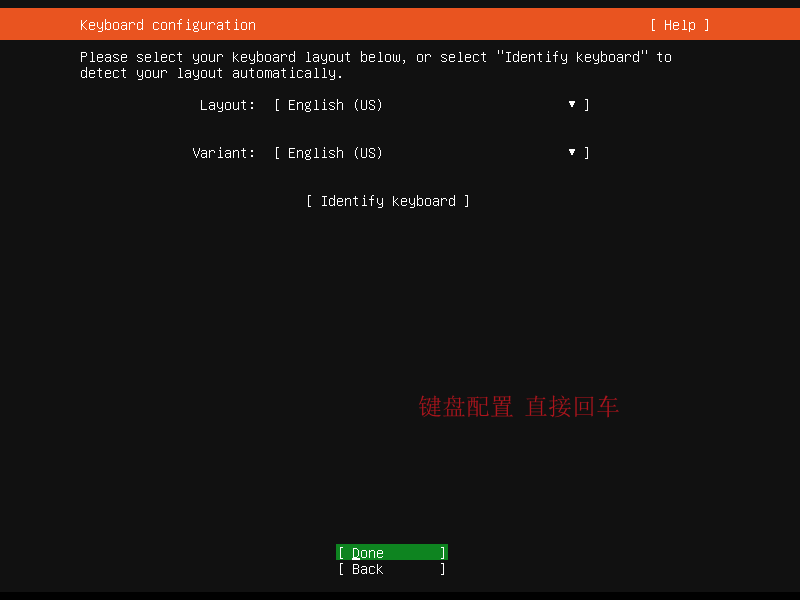 Keyboard configuration [ Help ]
Please select your keyboard layout below, or select "Identify keyboard" to
detect your layout automatically.
Layout: [ English (US) ▾ ]
Variant: [ English (US) ▾ ]
[ Identify keyboard ]
键盘配置 直接回车
[ Done ]
[ Back ]